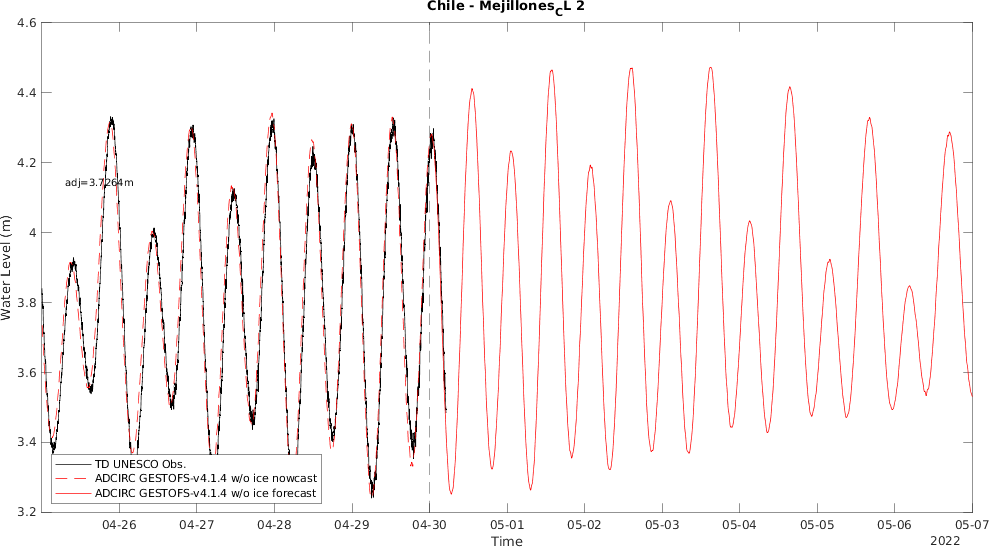 Chile - Mejillones_CL 2
4.6
4.4
4.2
4
3.8
3.6
3.4
3.2
Water Level (m)
adj=3.7264m
TD UNESCO Obs.
ADCIRC GESTOFS-v4.1.4 w/o ice nowcast
ADCIRC GESTOFS-v4.1.4 w/o ice forecast
04-26 04-27 04-28 04-29 04-30 05-01 05-02 05-03 05-04 05-05 05-06 05-07
Time
2022